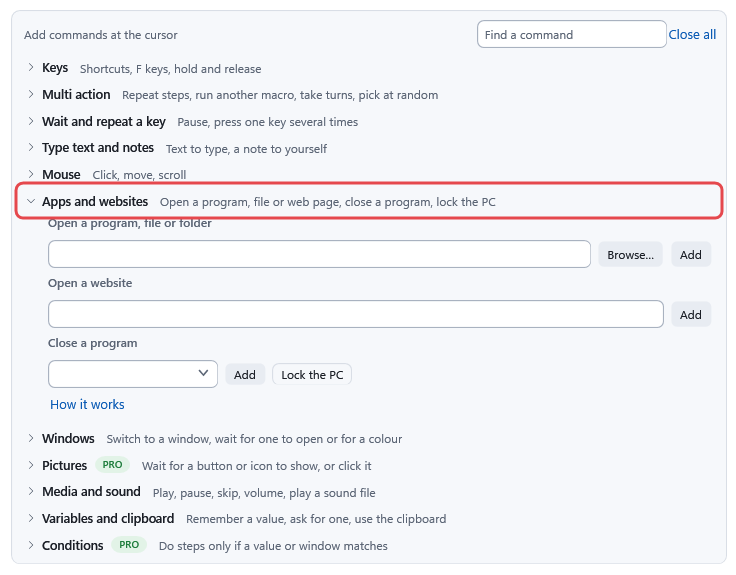 Add commands at the cursor Find a command Close all
Keys Shortcuts, F keys, hold and release
Multi action Repeat steps, run another macro, take turns, pick at random
Wait and repeat a key Pause, press one key several times
Type text and notes Text to type, a note to yourself
Mouse Click, move, scroll
Apps and websites Open a program, file or web page, close a program, lock the PC
Open a program, file or folder
Browse... Add
Open a website
Add
Close a program
Add Lock the PC
How it works
Windows Switch to a window, wait for one to open or for a colour
Pictures PRO Wait for a button or icon to show, or click it
Media and sound Play, pause, skip, volume, play a sound file
Variables and clipboard Remember a value, ask for one, use the clipboard
Conditions PRO Do steps only if a value or window matches